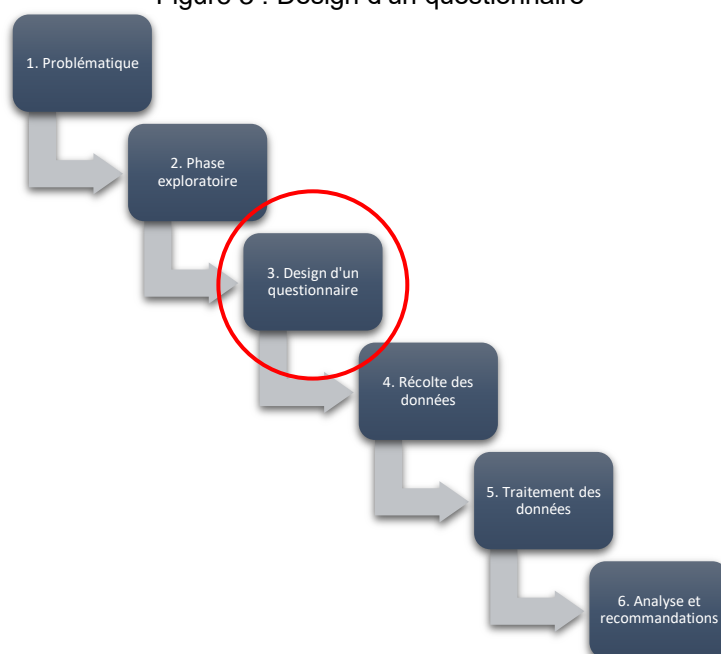 Figure 8 : Design d'un questionnaire
1. Problématique
2. Phase
exploratoire
3. Design d'un
questionnaire
4. Récolte des
données
5. Traitement des
données
6. Analyse et
recommandations